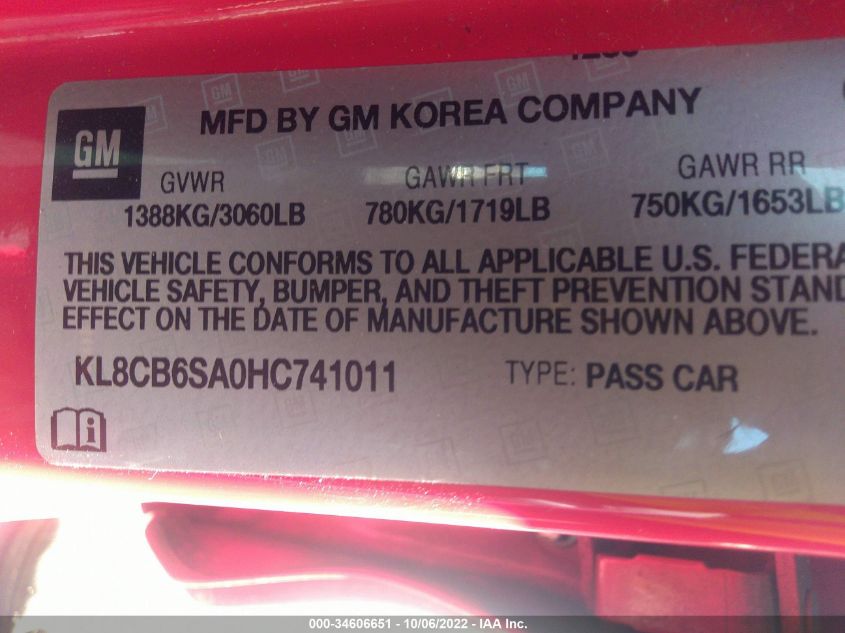 MFD BY GM KOREA COMPANY
GM
GVWR GAWR FRT GAWR RR
1388KG/3060LB 780KG/1719LB 750KG/1653LB
THIS VEHICLE CONFORMS TO ALL APPLICABLE U.S. FEDERA
VEHICLE SAFETY, BUMPER, AND THEFT PREVENTION STAND
EFFECT ON THE DATE OF MANUFACTURE SHOWN ABOVE.
KL8CB6SA0HC741011 TYPE: PASS CAR
i
000-34606651 - 10/06/2022 - IAA Inc.